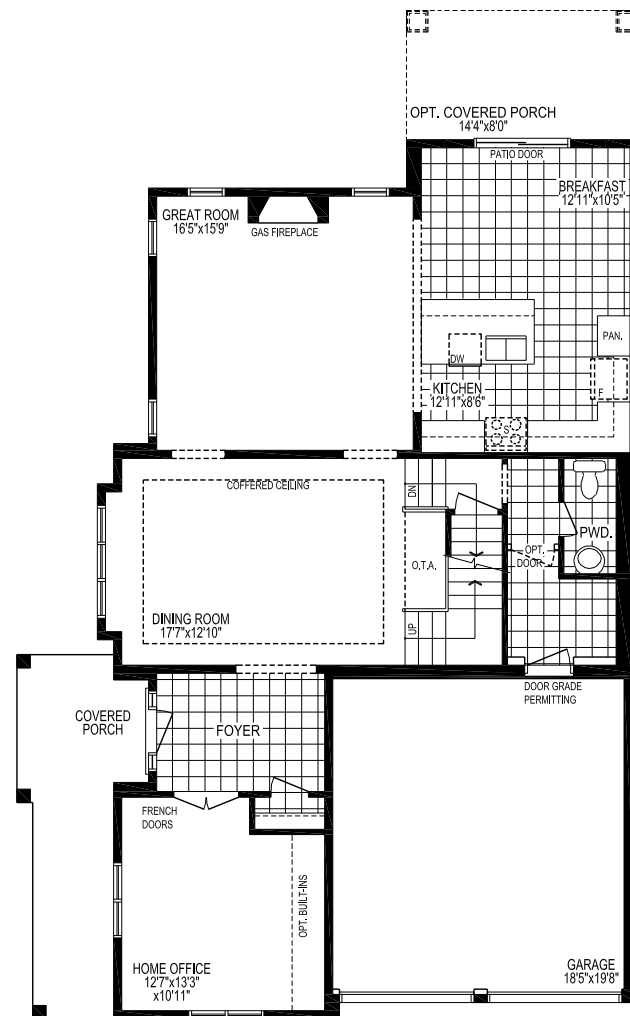 OPT. COVERED PORCH
14'4"x8'0"
PATIO DOOR
BREAKFAST
12'11"x10'5"
GREAT ROOM
16'5"x15'9"
GAS FIREPLACE
PAN.
DW
F
KITCHEN
12'11"x8'6"
S
COFFERED CEILING
DN
PWD.
OPT.
DOOR
O.T.A.
DINING ROOM
17'7"x12'10"
UP
DOOR GRADE
PERMITTING
COVERED
PORCH
FOYER
FRENCH
DOORS
OPT. BUILT-INS
HOME OFFICE
12'7"x13'3"
x10'11"
GARAGE
18'5"x19'8"